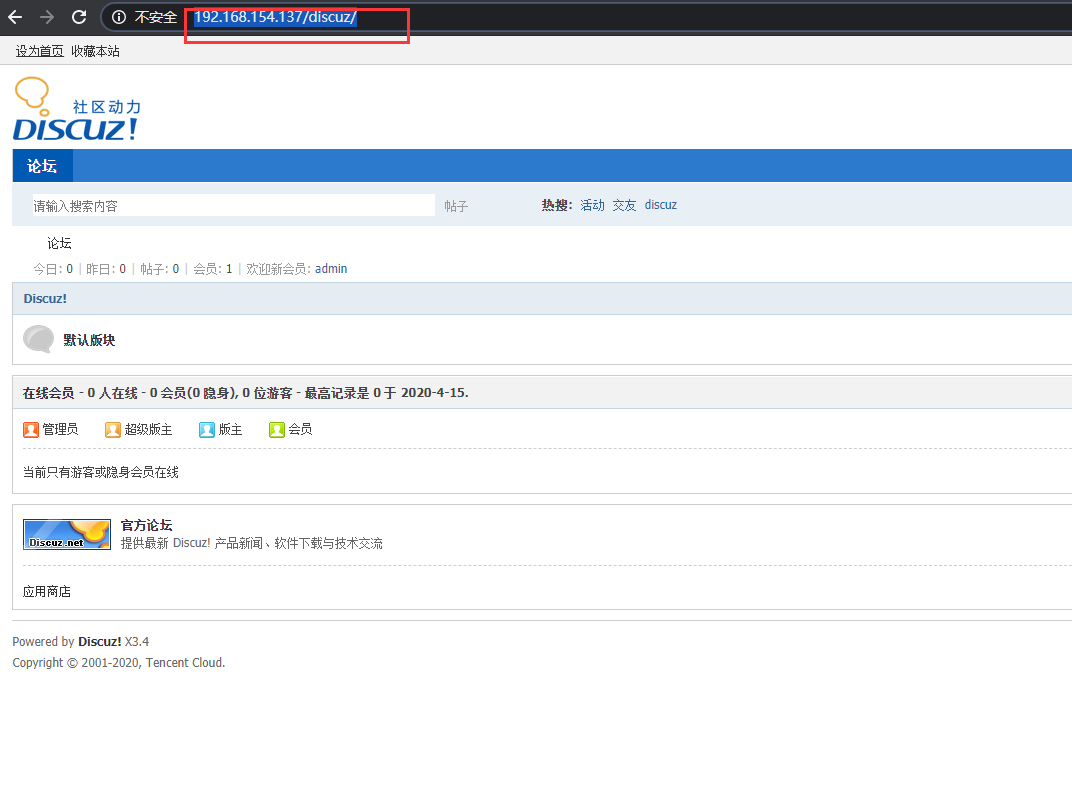 不安全 192.168.154.137/discuz/
设为首页 收藏本站
社区动力
DISCUZ!
论坛
请输入搜索内容 帖子 热搜: 活动 交友 discuz
论坛
今日: 0 | 昨日: 0 | 帖子: 0 | 会员: 1 | 欢迎新会员: admin
Discuz!
默认版块
在线会员 - 0 人在线 - 0 会员(0 隐身), 0 位游客 - 最高记录是 0 于 2020-4-15.
管理员 超级版主 版主 会员
当前只有游客或隐身会员在线
Discuz.net 官方论坛
提供最新 Discuz! 产品新闻、软件下载与技术交流
应用商店
Powered by Discuz! X3.4
Copyright © 2001-2020, Tencent Cloud.